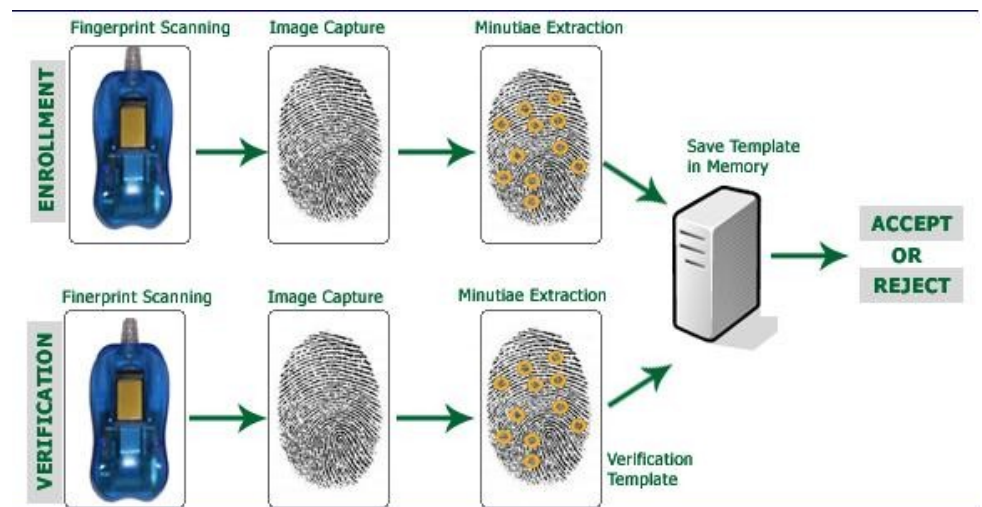 Fingerprint Scanning
Image Capture
Minutiae Extraction
ENROLLMENT
Save Template
in Memory
ACCEPT
OR
REJECT
Finerprint Scanning
Image Capture
Minutiae Extraction
VERIFICATION
Verification
Template